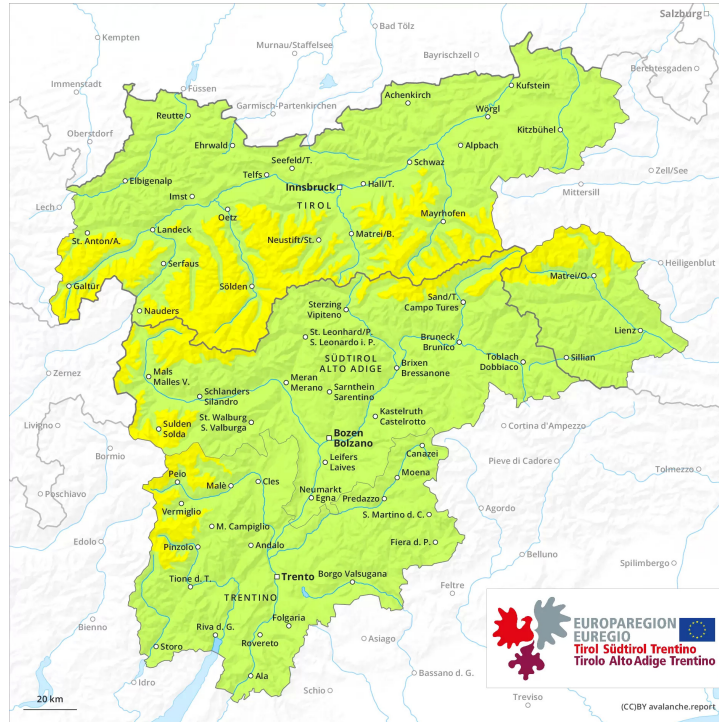 Salzburg
Kempten
Bad Tölz
Murnau/Staffelsee
Bayrischzell
Berchtesgaden
Immenstadt
Füssen
Kufstein
Garmisch-Partenkirchen
Achenkirch
Reutte
Wörgl
Oberstdorf
Kitzbühel
Ehrwald
Alpbach
Seefeld/T.
Schwaz
Zell/See
Elbigenalp
Telfs
Innsbruck
Hall/T.
Mittersill
Imst
Lech
TIROL
Oetz
Mayrhofen
Landeck
St. Anton/A.
Neustift/St.
Matrei/B.
Heiligenblut
Serfaus
Matrei/O.
Galtür
Sölden
Sand/T.
Campo Tures
Nauders
Sterzing
Vipiteno
Lienz
St. Leonhard/P.
S. Leonardo i. P.
Bruneck
Brunico
Toblach
Dobbiaco
Sillian
SÜDTIROL
ALTO ADIGE
Brixen
Bressanone
Zernez
Mals
Malles V.
Meran
Merano
Sarnthein
Sarentino
Schlanders
Silandro
Kastelruth
Castelrotto
St. Walburg
S. Valburga
Livigno
Sulden
Solda
Cortina d'Ampezzo
Bozen
Bolzano
Bormio
Canazei
Leifers
Laives
Pieve di Cadore
Moena
Tolmezzo
Peio
Malè
Cles
Neumarkt
Egna
Predazzo
Poschiavo
Vermiglio
Agordo
S. Martino d. C.
M. Campiglio
Edolo
Pinzolo
Andalo
Fiera d. P.
Belluno
Spilimbergo
Trento
Borgo Valsugana
Tione d. T.
Feltre
TRENTINO
Folgaria
Bienno
Riva d. G.
Rovereto
Asiago
Storo
Ala
Bassano d. G.
Idro
Schio
Treviso
20 km
EUROPAREGION
EUREGIO
Tirol Südtirol Trentino
Tirolo Alto Adige Trentino
(CC)BY avalanche.report